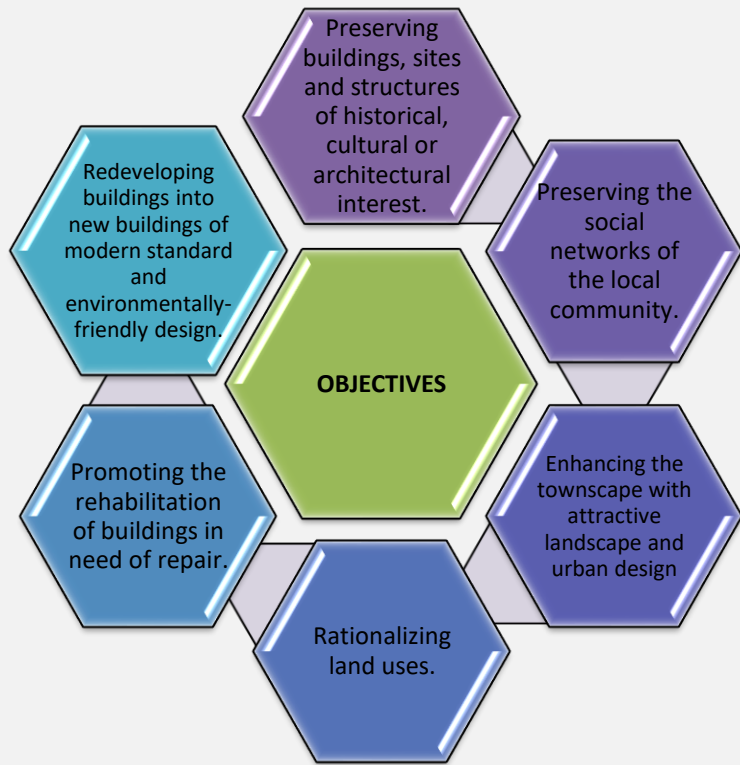 Preserving
buildings, sites
and structures
of historical,
cultural or
architectural
interest.
Preserving the
social
networks of
the local
community.
Enhancing the
townscape with
attractive
landscape and
urban design
Rationalizing
land uses.
Promoting the
rehabilitation
of buildings in
need of repair.
Redeveloping
buildings into
new buildings of
modern standard
and
environmentally-
friendly design.
OBJECTIVES